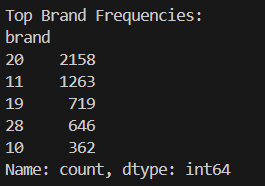 Top Brand Frequencies:
brand
20    2158
11    1263
19     719
28     646
10     362
Name: count, dtype: int64